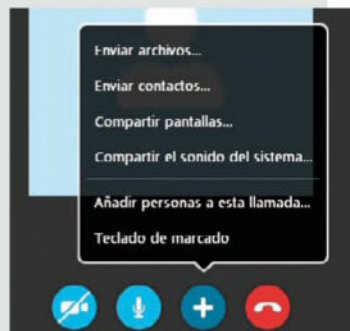 Enviar archivos...
Enviar contactos...
Compartir pantallas...
Compartir el sonido del sistema...
Añadir personas a esta llamada...
Teclado de marcado